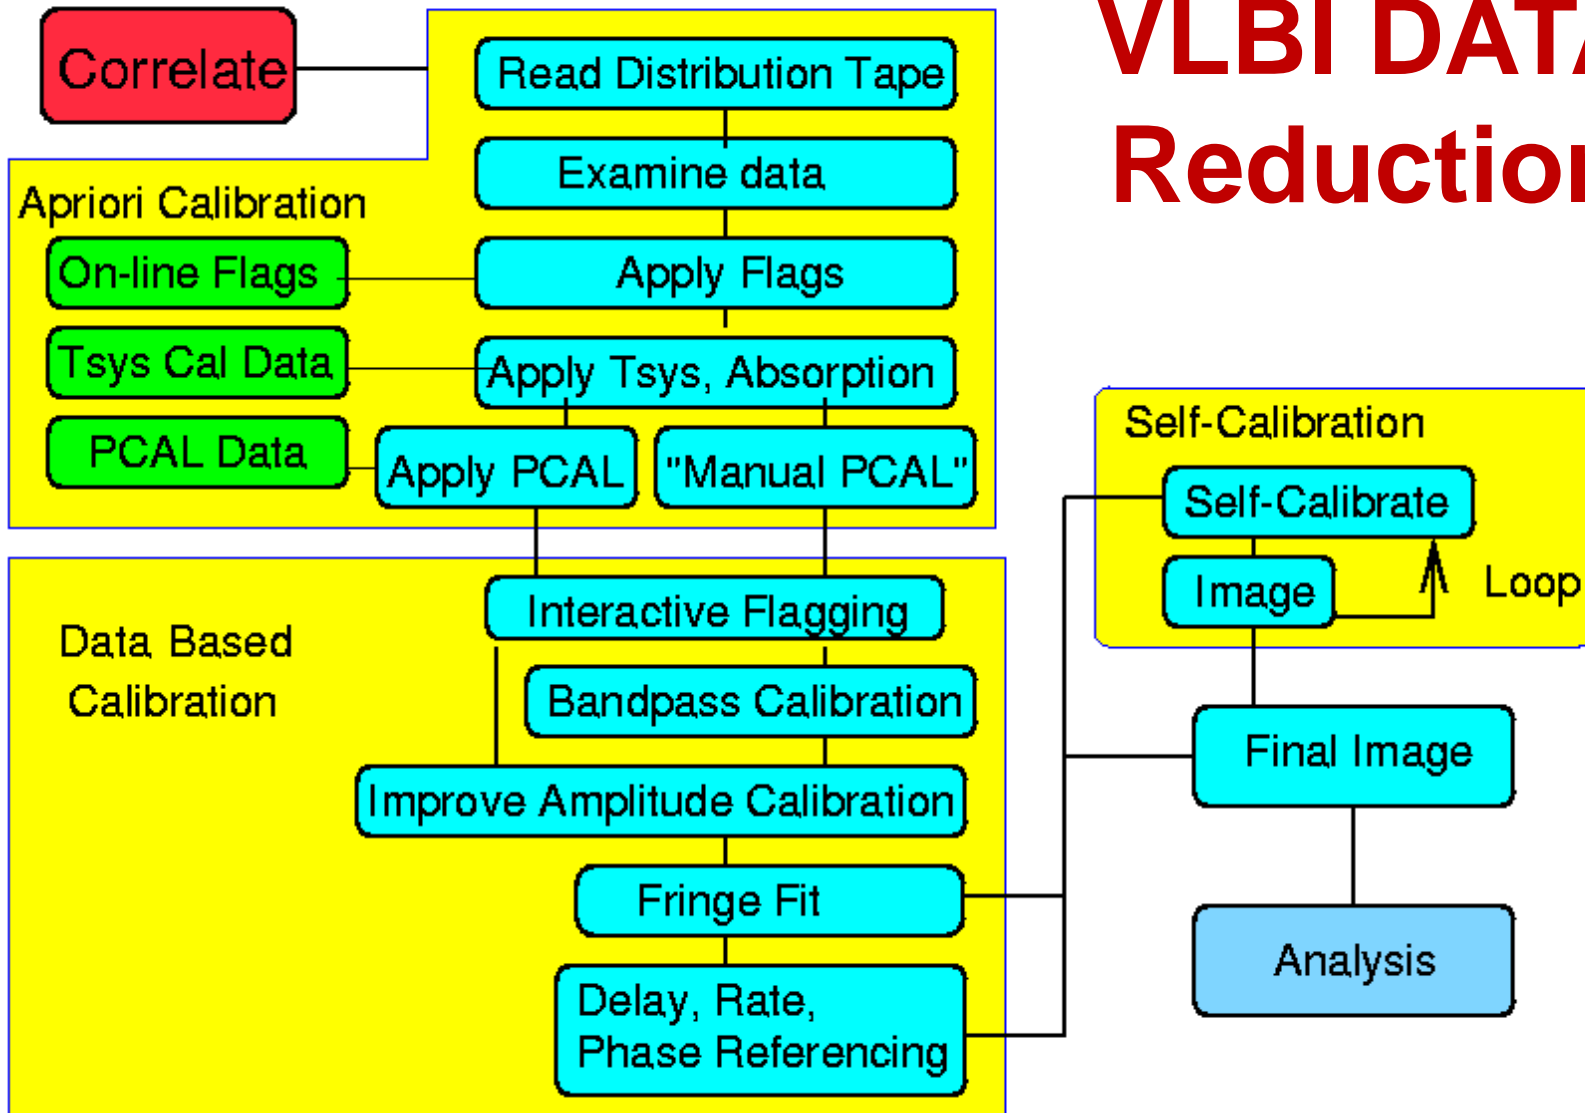 VLBI DATA
Reduction
Correlate
Read Distribution Tape
Examine data
Apriori Calibration
On-line Flags
Apply Flags
Tsys Cal Data
Apply Tsys, Absorption
PCAL Data
Apply PCAL
"Manual PCAL"
Interactive Flagging
Data Based
Calibration
Bandpass Calibration
Improve Amplitude Calibration
Fringe Fit
Delay, Rate,
Phase Referencing
Self-Calibration
Self-Calibrate
Image
Loop
Final Image
Analysis